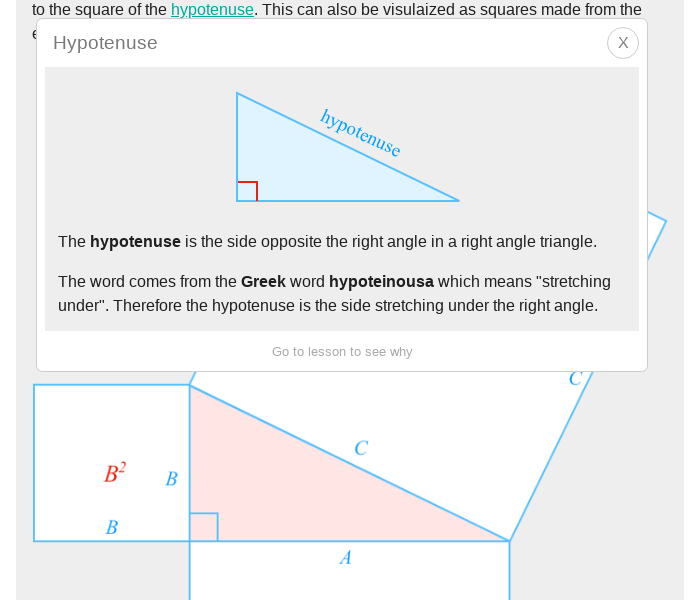 to the square of the hypotenuse. This can also be visulaized as squares made from the
Hypotenuse
X
hypotenuse
The hypotenuse is the side opposite the right angle in a right angle triangle.
The word comes from the Greek word hypoteinousa which means "stretching
under". Therefore the hypotenuse is the side stretching under the right angle.
Go to lesson to see why
C
C
B²
B
B
A